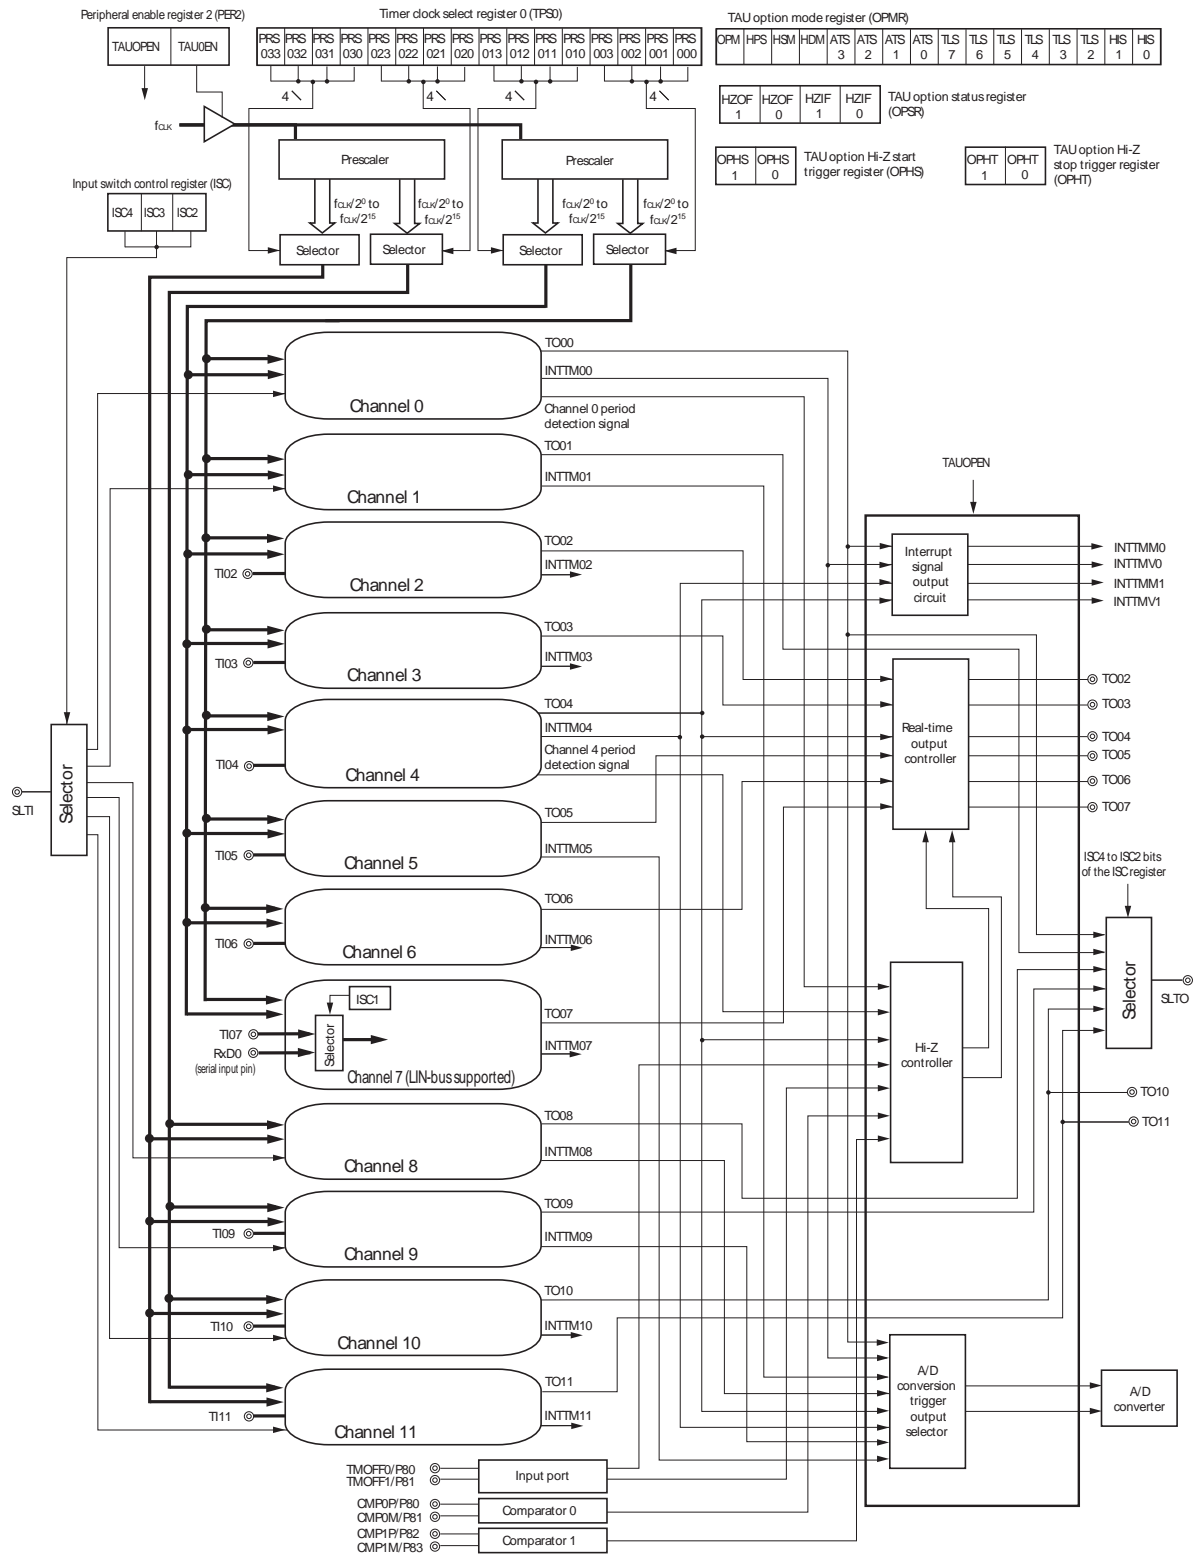 Peripheral enable register 2 (PER2)
TAUOPEN TAU0EN
Timer clock select register 0 (TPS0)
PRS PRS PRS PRS PRS PRS PRS PRS PRS PRS PRS PRS PRS PRS PRS PRS
033 032 031 030 023 022 021 020 013 012 011 010 003 002 001 000
4 4 4 4
TAU option mode register (OPMR)
OPM HPS HSM HDM ATS ATS ATS ATS TLS TLS TLS TLS TLS TLS HIS HIS
3 2 1 0 7 6 5 4 3 2 1 0
HZOF HZOF HZIF HZIF
1 0 1 0
TAU option status register
(OPSR)
OPHS OPHS
1 0
TAU option Hi-Z start
trigger register (OPHS)
OPHT OPHT
1 0
TAU option Hi-Z
stop trigger register
(OPHT)
fCLK
Prescaler
Prescaler
Input switch control register (ISC)
ISC4 ISC3 ISC2
fCLK/2⁰ to
fCLK/2¹⁵
fCLK/2⁰ to
fCLK/2¹⁵
fCLK/2⁰ to
fCLK/2¹⁵
fCLK/2⁰ to
fCLK/2¹⁵
Selector
Selector
Selector
Selector
TO00
INTTM00
Channel 0
Channel 0 period
detection signal
TO01
INTTM01
Channel 1
TAUOPEN
TO02
INTTM02
TI02
Channel 2
Interrupt
signal
output
circuit
INTTMM0
INTTMV0
INTTMM1
INTTMV1
TO03
INTTM03
TI03
Channel 3
TO04
INTTM04
Channel 4 period
detection signal
TI04
Channel 4
Real-time
output
controller
TO02
TO03
TO04
TO05
TO06
TO07
SLTI
Selector
TO05
INTTM05
TI05
Channel 5
ISC4 to ISC2 bits
of the ISC register
TO06
INTTM06
TI06
Channel 6
Selector
SLTO
ISC1
TI07
RxD0
(serial input pin)
Selector
TO07
INTTM07
Channel 7 (LIN-bus supported)
Hi-Z
controller
TO10
TO11
TO08
INTTM08
Channel 8
TO09
INTTM09
TI09
Channel 9
TO10
INTTM10
TI10
Channel 10
TO11
INTTM11
TI11
Channel 11
A/D
conversion
trigger
output
selector
A/D
converter
TMOFF0/P80
TMOFF1/P81
Input port
CMP0P/P80
CMP0M/P81
Comparator 0
CMP1P/P82
CMP1M/P83
Comparator 1